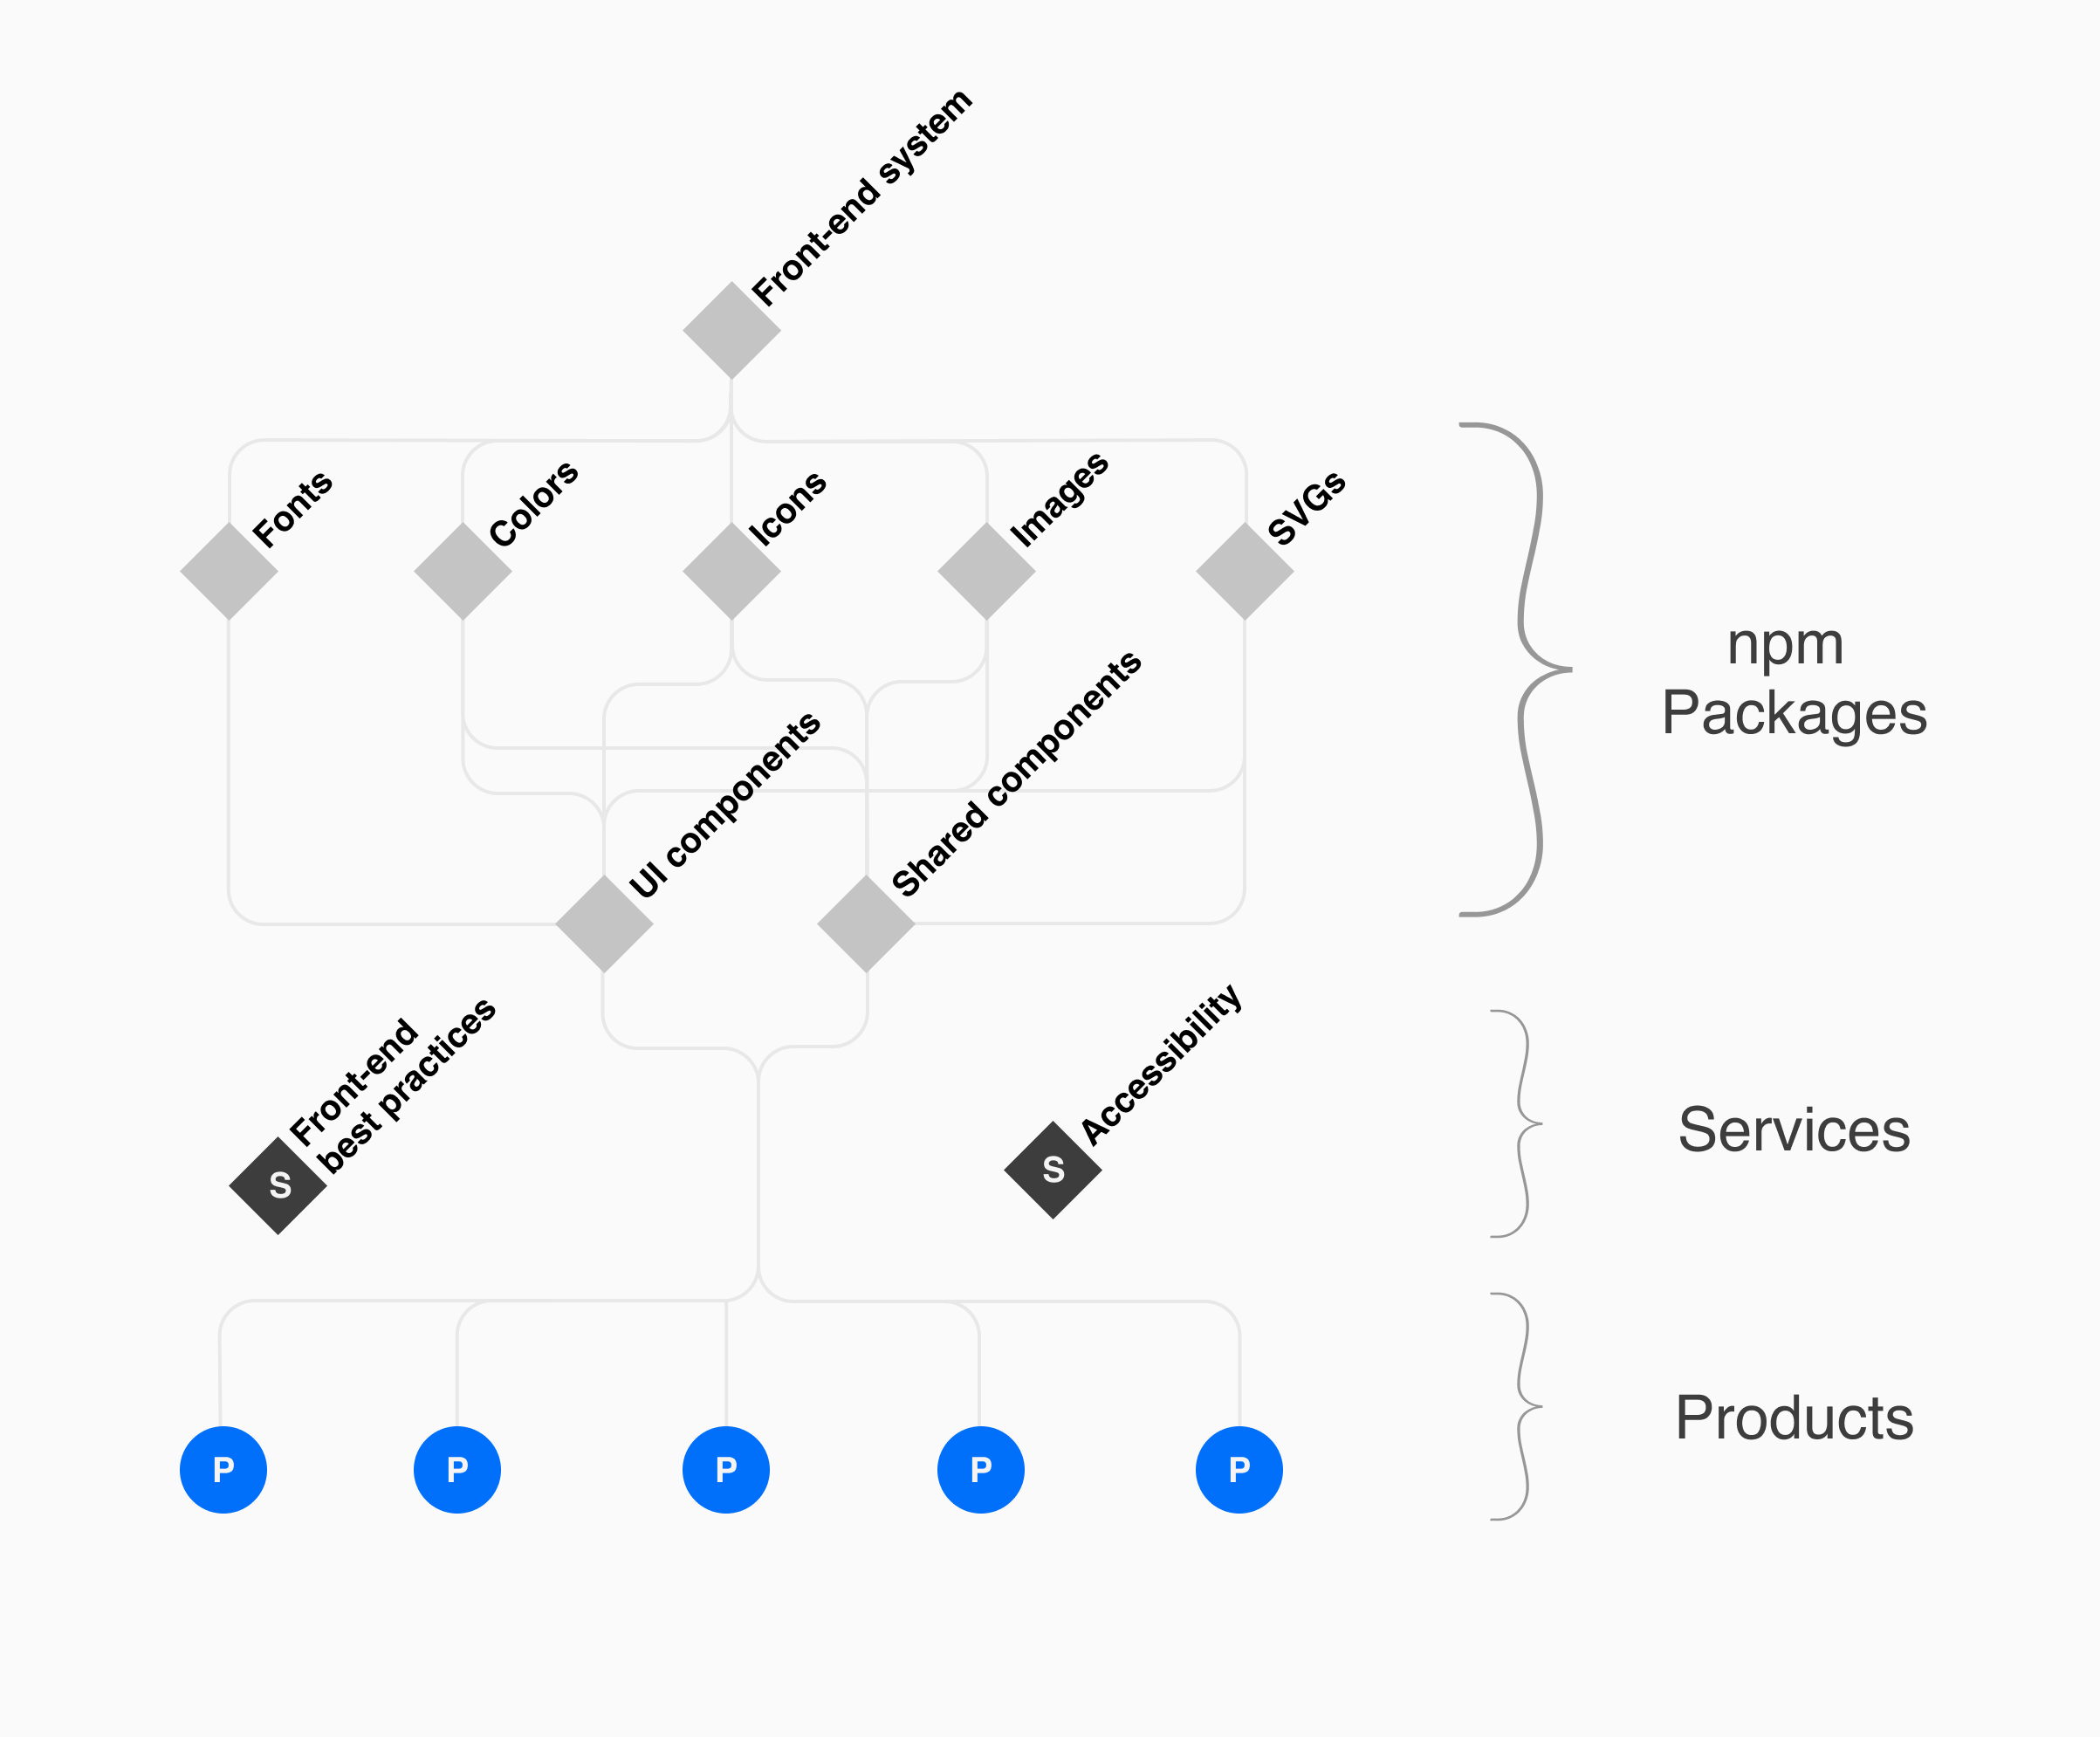 Front-end system
Fonts
Colors
Icons
Images
SVGs
npm
Packages
UI components
Shared components
Front-end
best practices
S
Accessibility
S
Services
P
P
P
P
P
Products